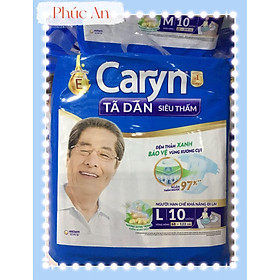 Phúc An
M 10
E
Caryn
TÃ DÁN
SIÊU THẤM
ĐỆM THẤM XANH
BẢO VỆ VÙNG XƯƠNG CỤT
97%
NGƯỜI HẠN CHẾ KHẢ NĂNG ĐI LẠI
L 10